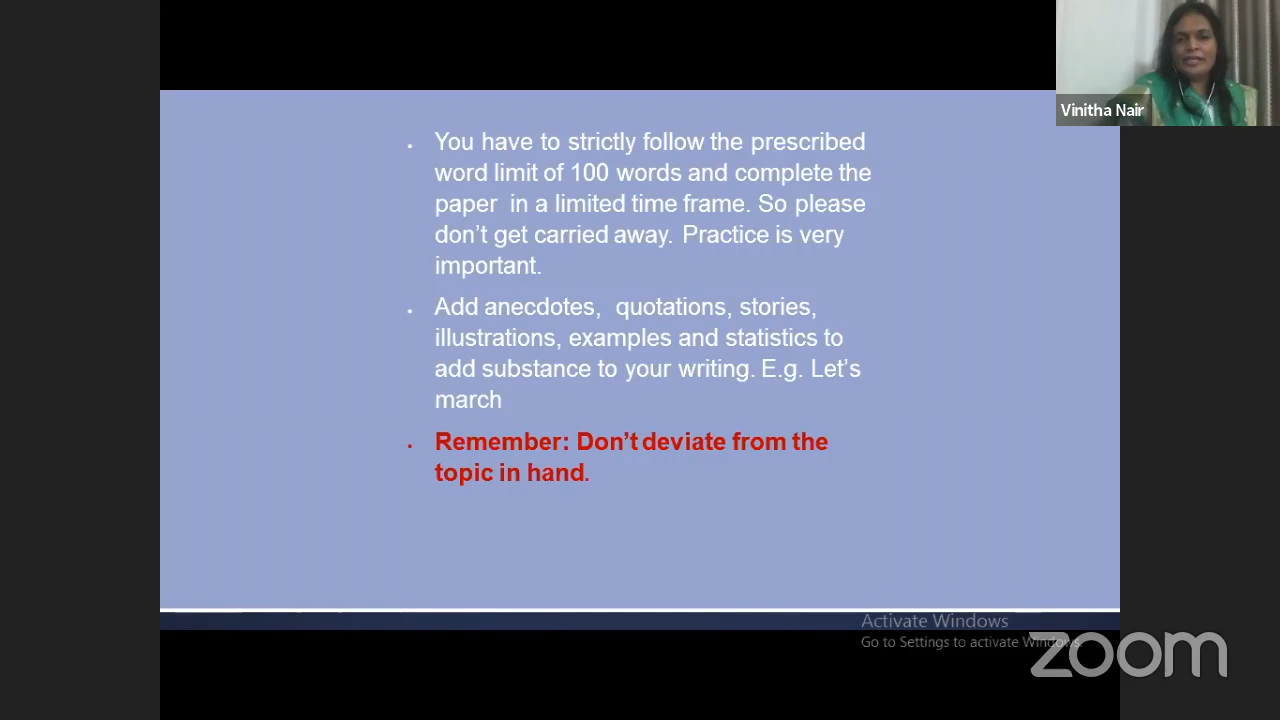 Vinitha Nair
• You have to strictly follow the prescribed
word limit of 100 words and complete the
paper in a limited time frame. So please
don't get carried away. Practice is very
important.
• Add anecdotes, quotations, stories,
illustrations, examples and statistics to
add substance to your writing. E.g. Let's
march
• Remember: Don't deviate from the
topic in hand.
Activate Windows
Go to Settings to activate Windows.
zoom